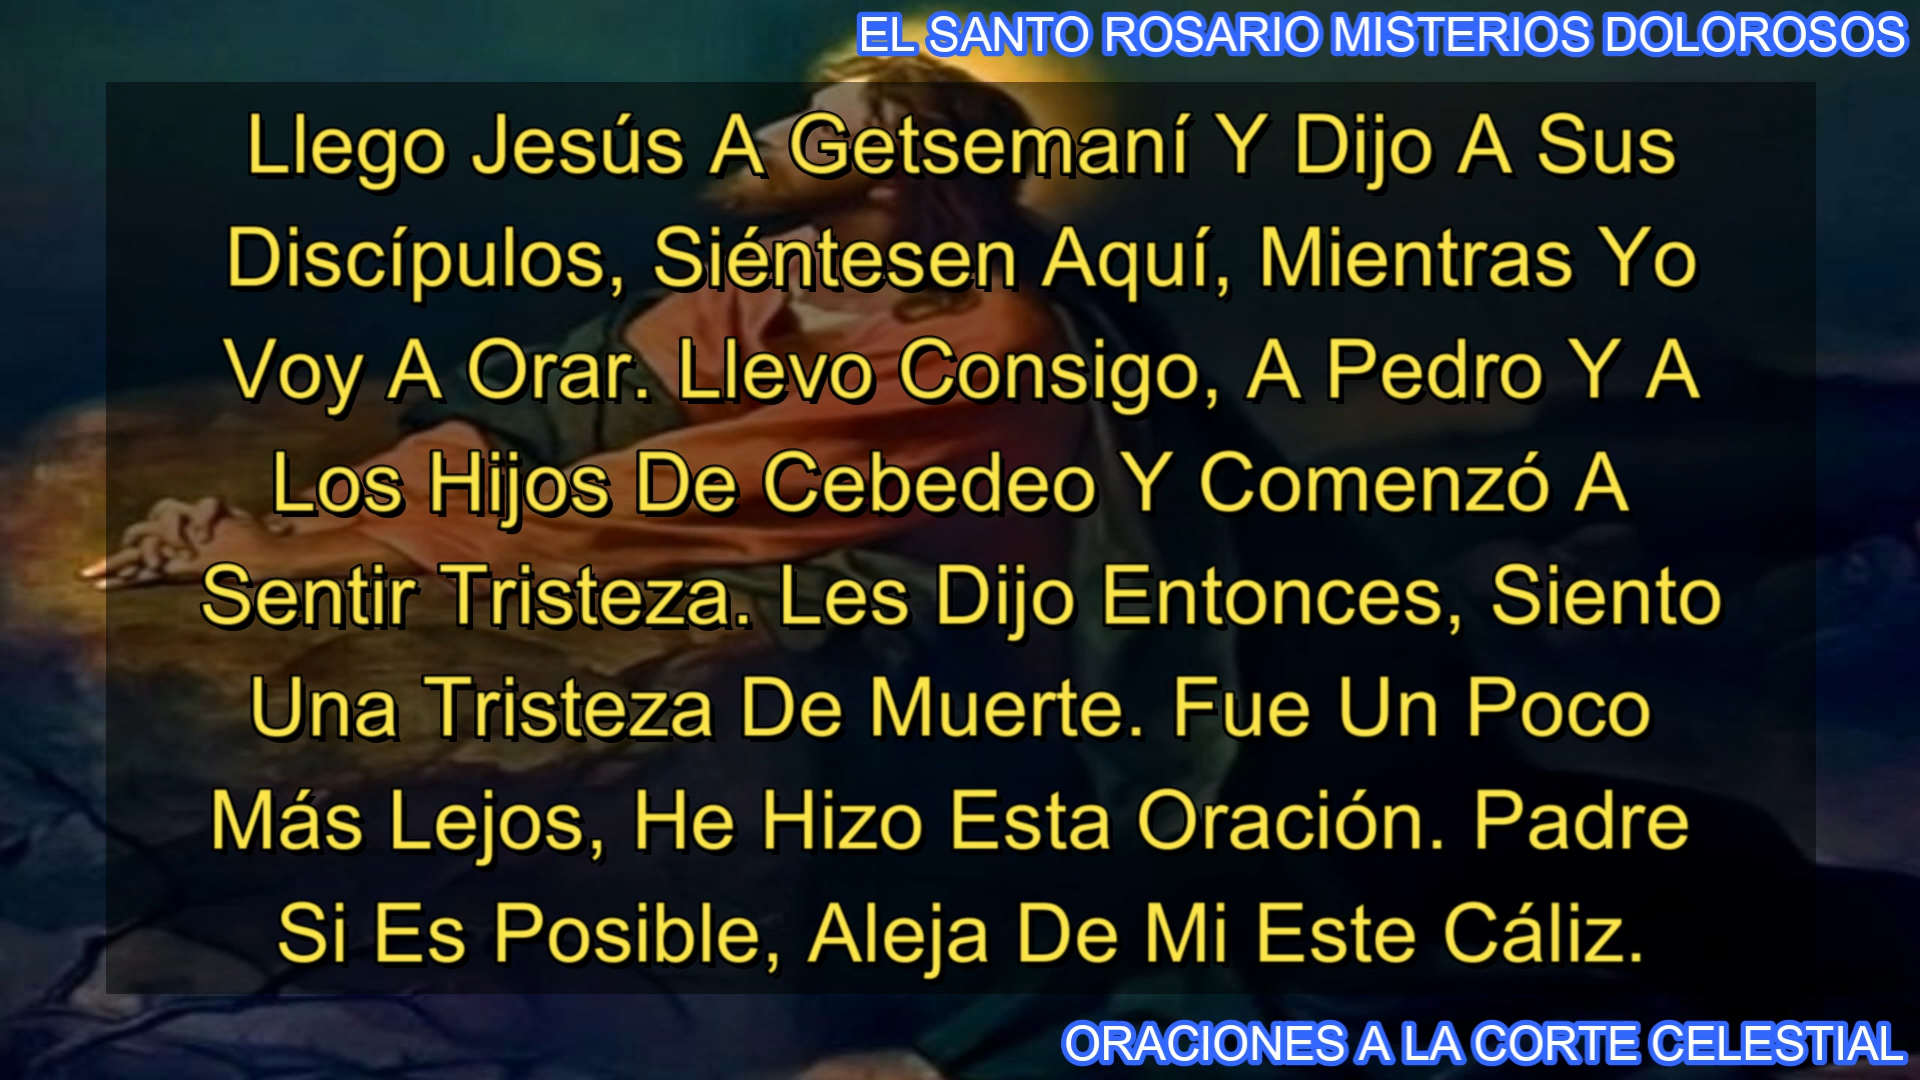 EL SANTO ROSARIO MISTERIOS DOLOROSOS
Llego Jesús A Getsemaní Y Dijo A Sus
Discípulos, Siéntesen Aquí, Mientras Yo
Voy A Orar. Llevo Consigo, A Pedro Y A
Los Hijos De Cebedeo Y Comenzó A
Sentir Tristeza. Les Dijo Entonces, Siento
Una Tristeza De Muerte. Fue Un Poco
Más Lejos, He Hizo Esta Oración. Padre
Si Es Posible, Aleja De Mi Este Cáliz.
ORACIONES A LA CORTE CELESTIAL